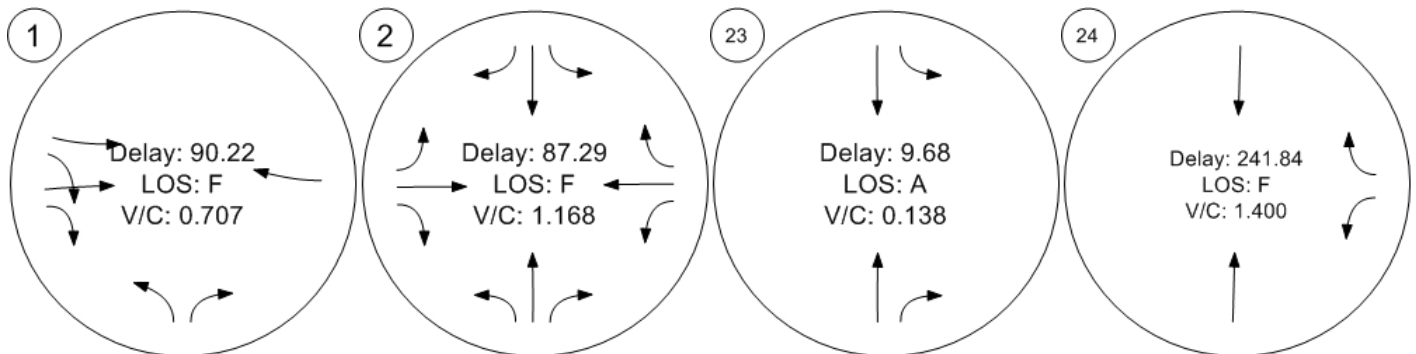 1
Delay: 90.22
LOS: F
V/C: 0.707
2
Delay: 87.29
LOS: F
V/C: 1.168
23
Delay: 9.68
LOS: A
V/C: 0.138
24
Delay: 241.84
LOS: F
V/C: 1.400